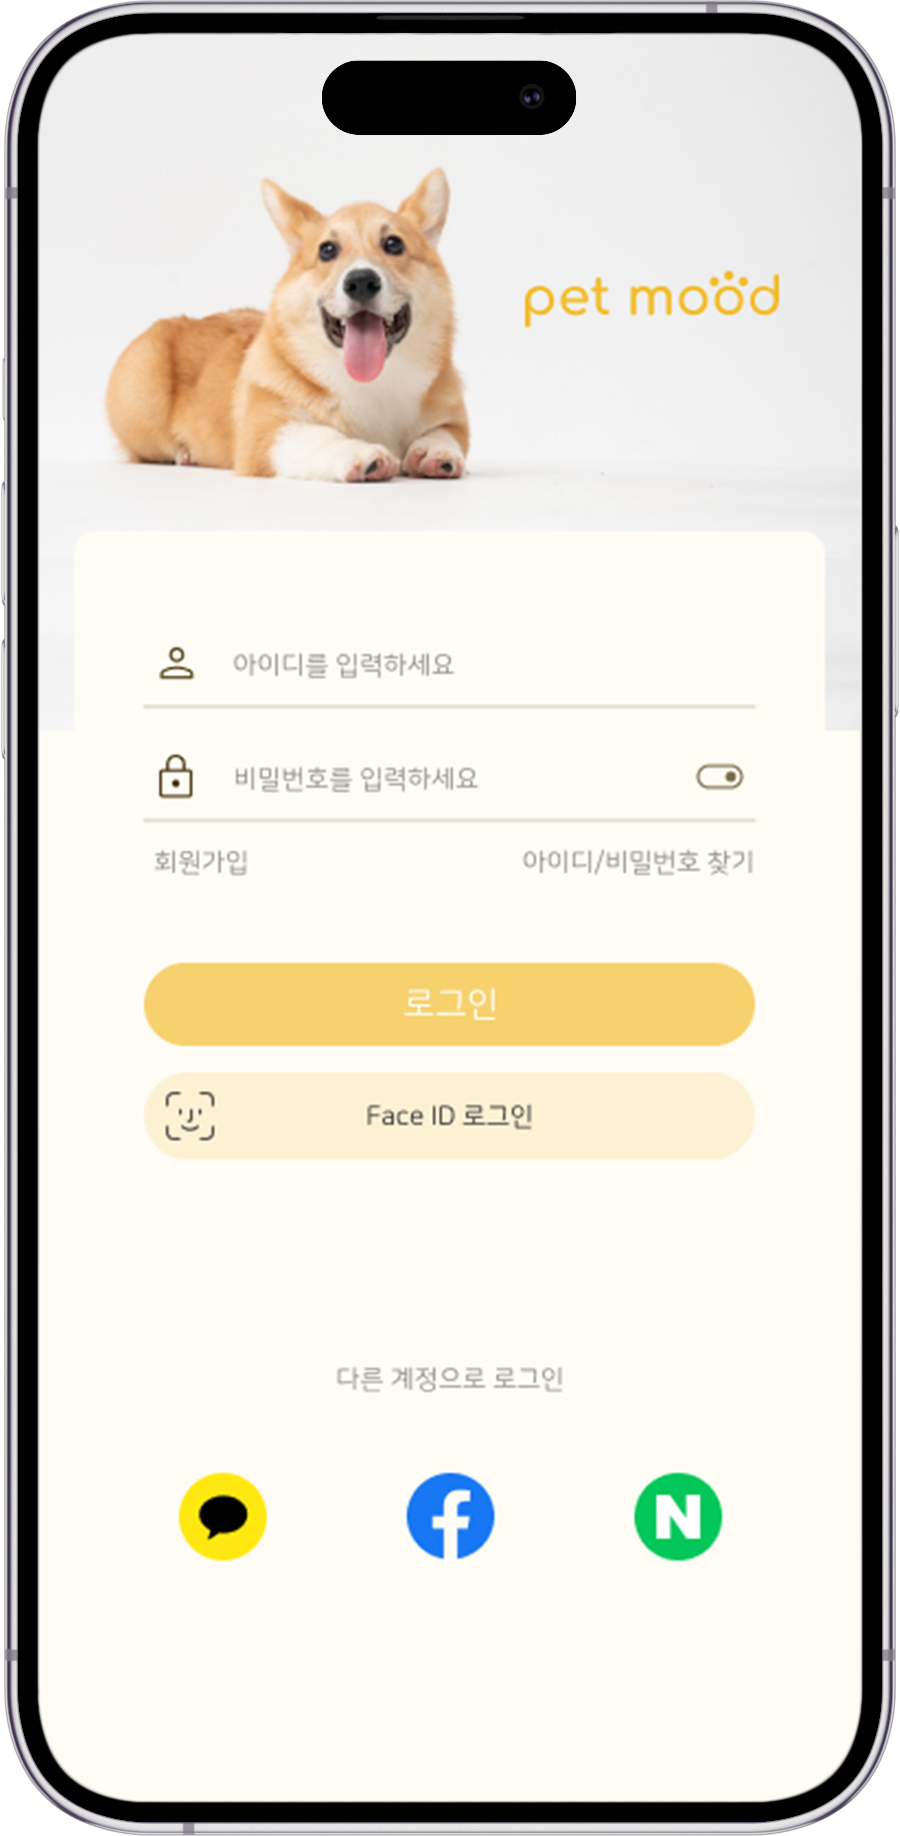 pet mood
아이디를 입력하세요
비밀번호를 입력하세요
회원가입
아이디/비밀번호 찾기
로그인
Face ID 로그인
다른 계정으로 로그인
N